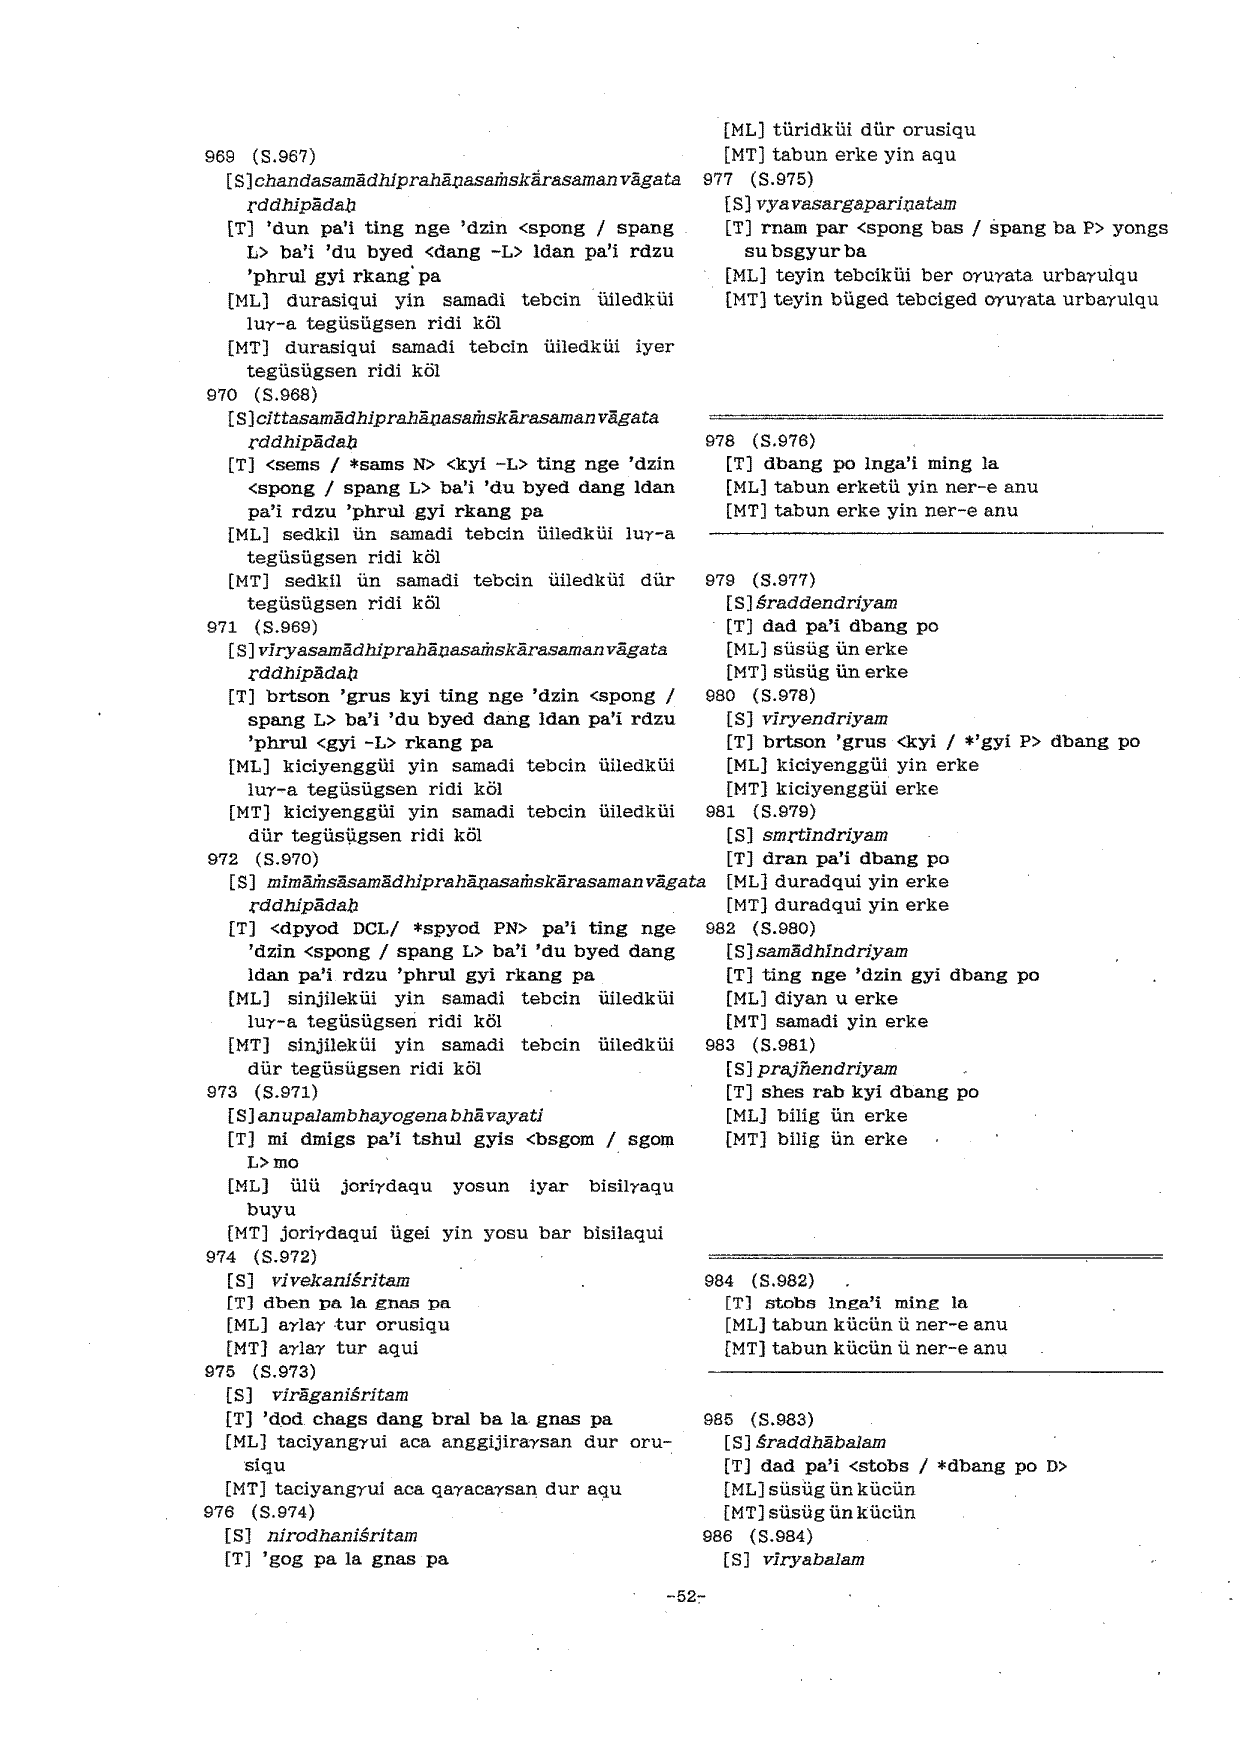 969 (S.967)
[S]chandasamādhiprahāṇasaṁskārasamanvāgata
ṛddhipādaḥ
[T] 'dun pa'i ting nge 'dzin <spong / spang
L> ba'i 'du byed <dang -L> ldan pa'i rdzu
'phrul gyi rkang pa
[ML] durasiqui yin samadi tebcin üiledküi
luγ-a tegüsügsen ridi köl
[MT] durasiqui samadi tebcin üiledküi iyer
tegüsügsen ridi köl
970 (S.968)
[S]cittasamādhiprahāṇasaṁskārasamanvāgata
ṛddhipādaḥ
[T] <sems / *sams N> <kyi -L> ting nge 'dzin
<spong / spang L> ba'i 'du byed dang ldan
pa'i rdzu 'phrul gyi rkang pa
[ML] sedkil ün samadi tebcin üiledküi luγ-a
tegüsügsen ridi köl
[MT] sedkil ün samadi tebcin üiledküi dür
tegüsügsen ridi köl
971 (S.969)
[S]vīryasamādhiprahāṇasaṁskārasamanvāgata
ṛddhipādaḥ
[T] brtson 'grus kyi ting nge 'dzin <spong /
spang L> ba'i 'du byed dang ldan pa'i rdzu
'phrul <gyi -L> rkang pa
[ML] kiciyenggüi yin samadi tebcin üiledküi
luγ-a tegüsügsen ridi köl
[MT] kiciyenggüi yin samadi tebcin üiledküi
dür tegüsügsen ridi köl
972 (S.970)
[S] mīmāṁsāsamādhiprahāṇasaṁskārasamanvāgata
ṛddhipādaḥ
[T] <dpyod DCL/ *spyod PN> pa'i ting nge
'dzin <spong / spang L> ba'i 'du byed dang
ldan pa'i rdzu 'phrul gyi rkang pa
[ML] sinjileküi yin samadi tebcin üiledküi
luγ-a tegüsügsen ridi köl
[MT] sinjileküi yin samadi tebcin üiledküi
dür tegüsügsen ridi köl
973 (S.971)
[S]anupalambhayogena bhāvayati
[T] mi dmigs pa'i tshul gyis <bsgom / sgom
L> mo
[ML] ülü joriγdaqu yosun iyar bisilγaqu
buyu
[MT] joriγdaqui ügei yin yosu bar bisilaqui
974 (S.972)
[S] vivekaniśritam
[T] dben pa la gnas pa
[ML] aγlaγ tur orusiqu
[MT] aγlaγ tur aqui
975 (S.973)
[S] virāganiśritam
[T] 'dod chags dang bral ba la gnas pa
[ML] taciyangγui aca anggijiraγsan dur oru-
siqu
[MT] taciyangγui aca qaγacaγsan dur aqu
976 (S.974)
[S] nirodhaniśritam
[T] 'gog pa la gnas pa
[ML] türidküi dür orusiqu
[MT] tabun erke yin aqu
977 (S.975)
[S] vyavasargapariṇatam
[T] rnam par <spong bas / spang ba P> yongs
su bsgyur ba
[ML] teyin tebciküi ber oγuγata urbaγulqu
[MT] teyin büged tebciged oγuγata urbaγulqu
978 (S.976)
[T] dbang po lnga'i ming la
[ML] tabun erketü yin ner-e anu
[MT] tabun erke yin ner-e anu
979 (S.977)
[S] śraddendriyam
[T] dad pa'i dbang po
[ML] süsüg ün erke
[MT] süsüg ün erke
980 (S.978)
[S] vīryendriyam
[T] brtson 'grus <kyi / *'gyi P> dbang po
[ML] kiciyenggüi yin erke
[MT] kiciyenggüi erke
981 (S.979)
[S] smṛtīndriyam
[T] dran pa'i dbang po
[ML] duradqui yin erke
[MT] duradqui yin erke
982 (S.980)
[S] samādhīndriyam
[T] ting nge 'dzin gyi dbang po
[ML] diyan u erke
[MT] samadi yin erke
983 (S.981)
[S] prajñendriyam
[T] shes rab kyi dbang po
[ML] bilig ün erke
[MT] bilig ün erke
984 (S.982)
[T] stobs lnga'i ming la
[ML] tabun kücün ü ner-e anu
[MT] tabun kücün ü ner-e anu
985 (S.983)
[S] śraddhābalam
[T] dad pa'i <stobs / *dbang po D>
[ML] süsüg ün kücün
[MT] süsüg ün kücün
986 (S.984)
[S] vīryabalam
-52-